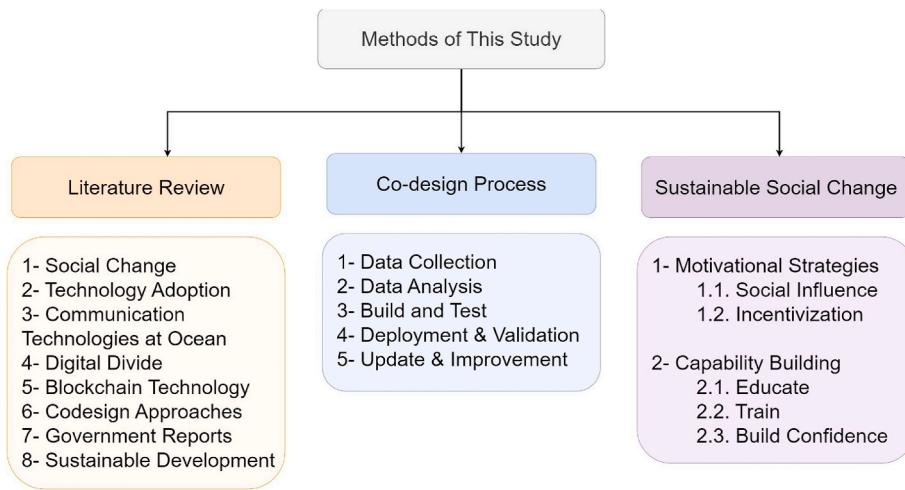 Methods of This Study
Literature Review
1- Social Change
2- Technology Adoption
3- Communication
Technologies at Ocean
4- Digital Divide
5- Blockchain Technology
6- Codesign Approaches
7- Government Reports
8- Sustainable Development
Co-design Process
1- Data Collection
2- Data Analysis
3- Build and Test
4- Deployment & Validation
5- Update & Improvement
Sustainable Social Change
1- Motivational Strategies
1.1. Social Influence
1.2. Incentivization
2- Capability Building
2.1. Educate
2.2. Train
2.3. Build Confidence